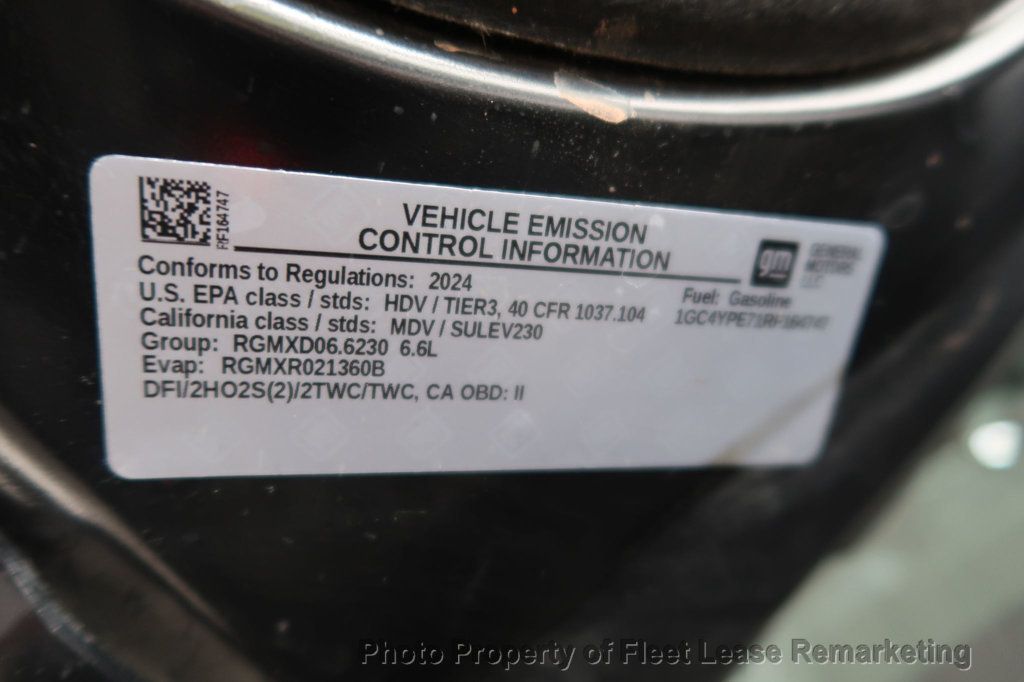 VEHICLE EMISSION
CONTROL INFORMATION
RF164747
gm
GENERAL
MOTORS
LLC
Conforms to Regulations: 2024
Fuel: Gasoline
U.S. EPA class / stds: HDV / TIER3, 40 CFR 1037.104
1GC4YPE71RF164747
California class / stds: MDV / SULEV230
Group: RGMXD06.6230 6.6L
Evap: RGMXR021360B
DFI/2HO2S(2)/2TWC/TWC, CA OBD: II
Photo Property of Fleet Lease Remarketing